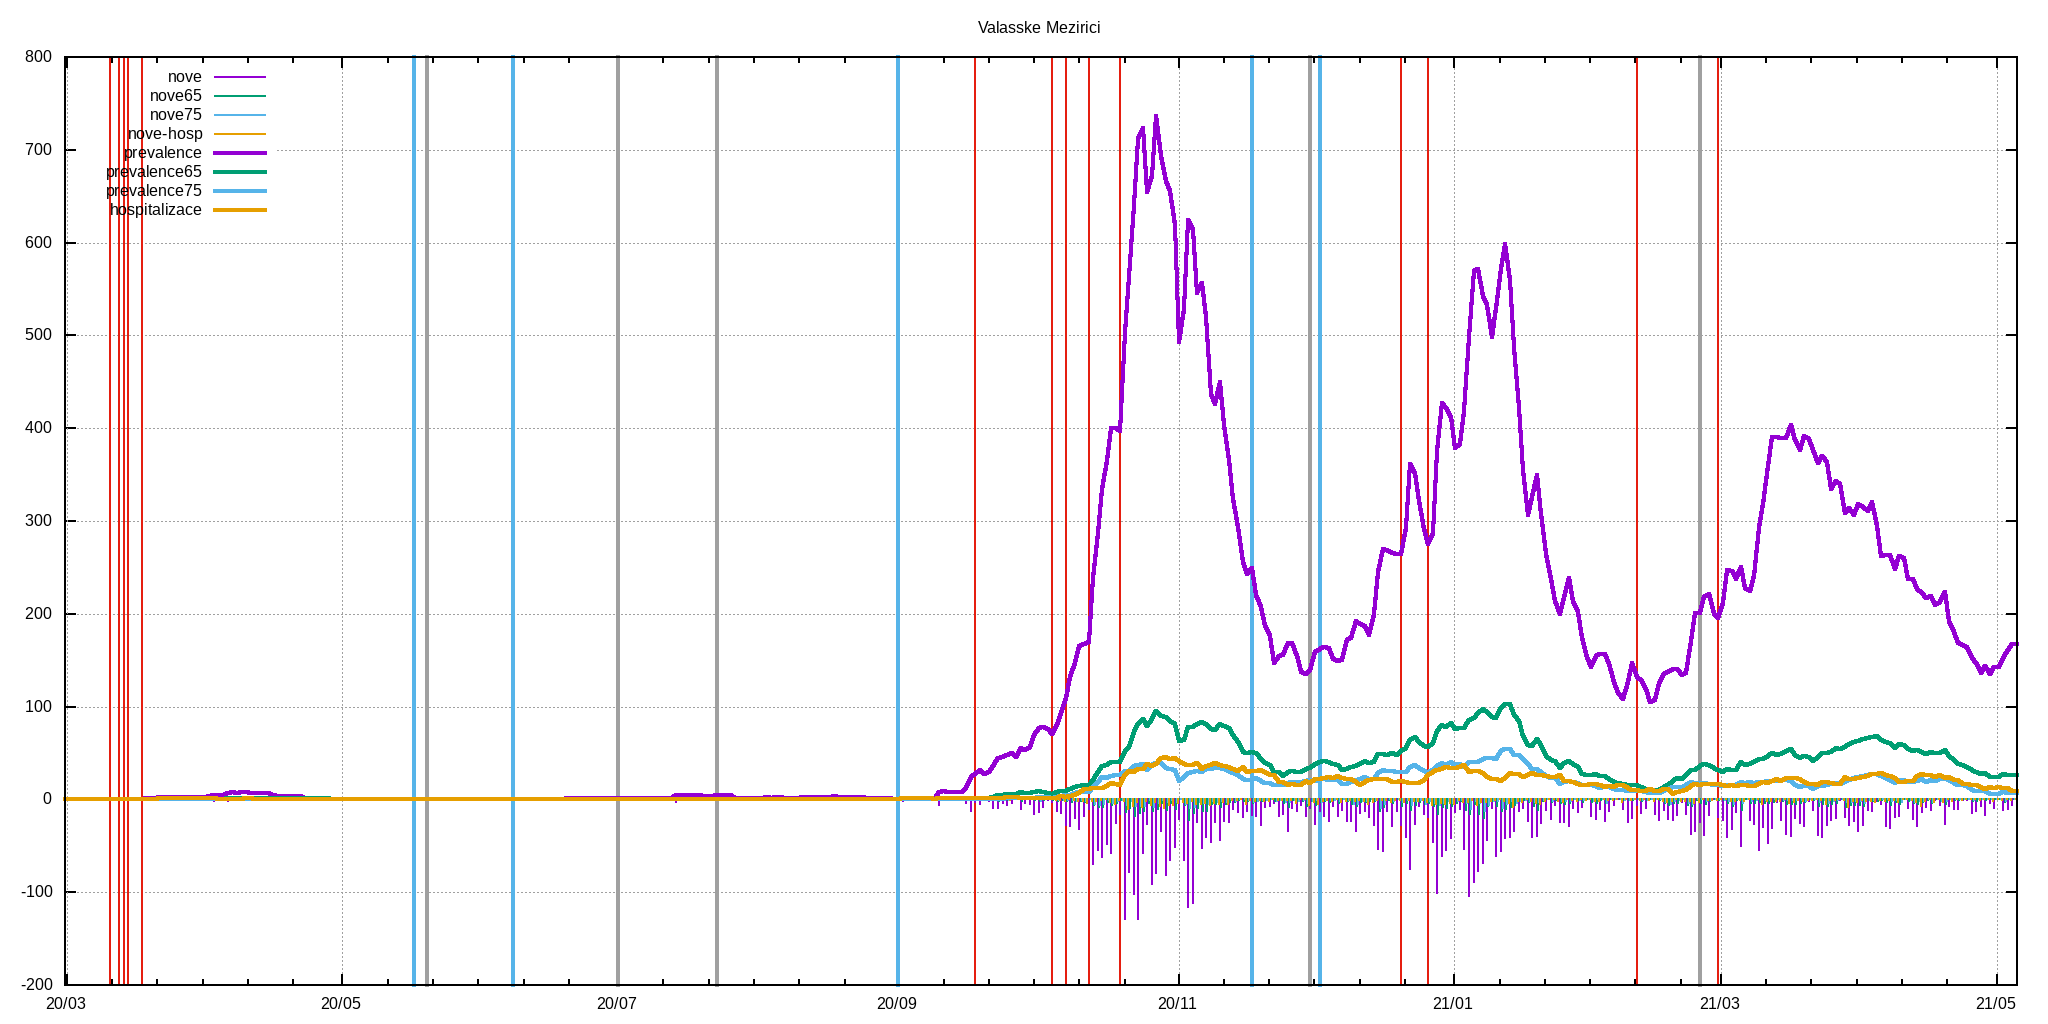 Valasske Mezirici
800
700
600
500
400
300
200
100
0
-100
-200
nove
nove65
nove75
nove-hosp
prevalence
prevalence65
prevalence75
hospitalizace
20/03 20/05 20/07 20/09 20/11 21/01 21/03 21/05